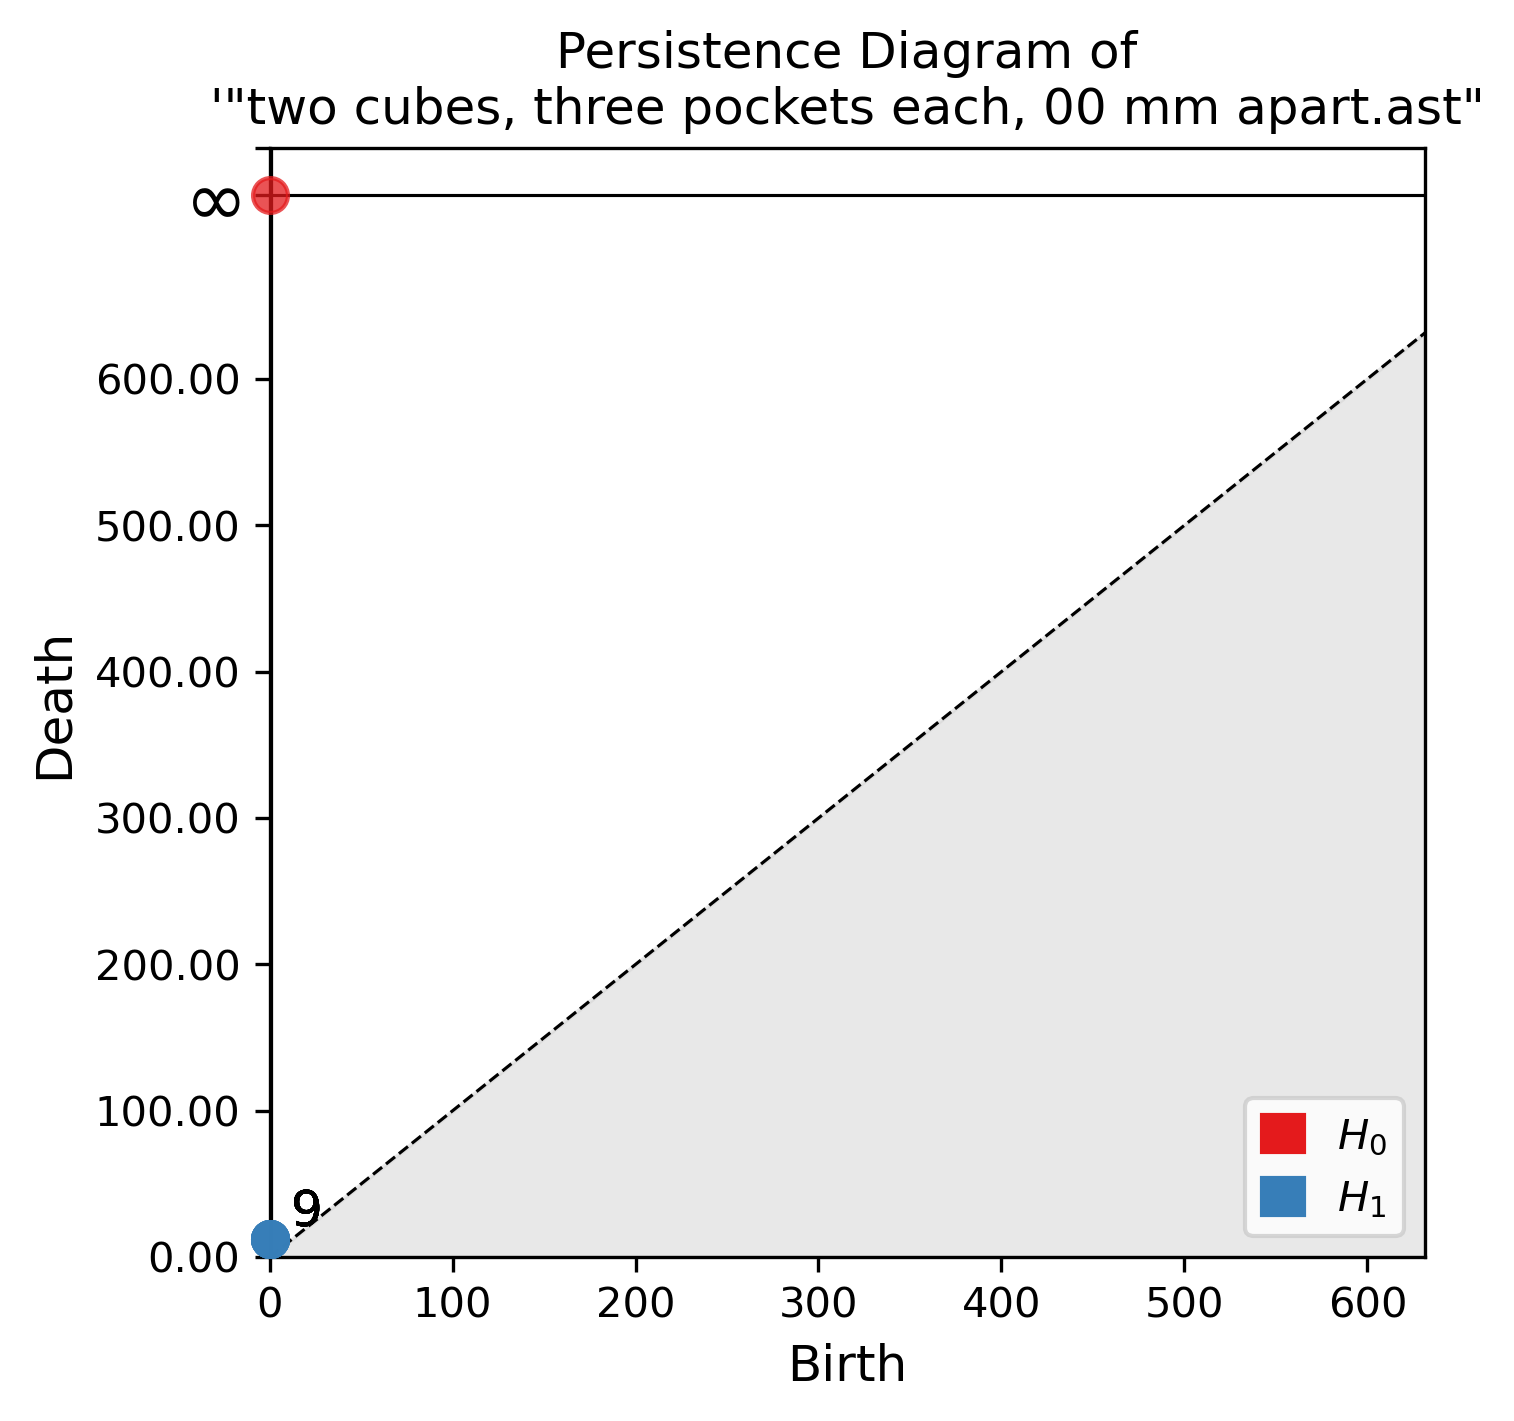 Persistence Diagram of
'"two cubes, three pockets each, 00 mm apart.ast"
∞
600.00
500.00
400.00
300.00
200.00
100.00
0.00
Death
9
H₀
H₁
0 100 200 300 400 500 600
Birth